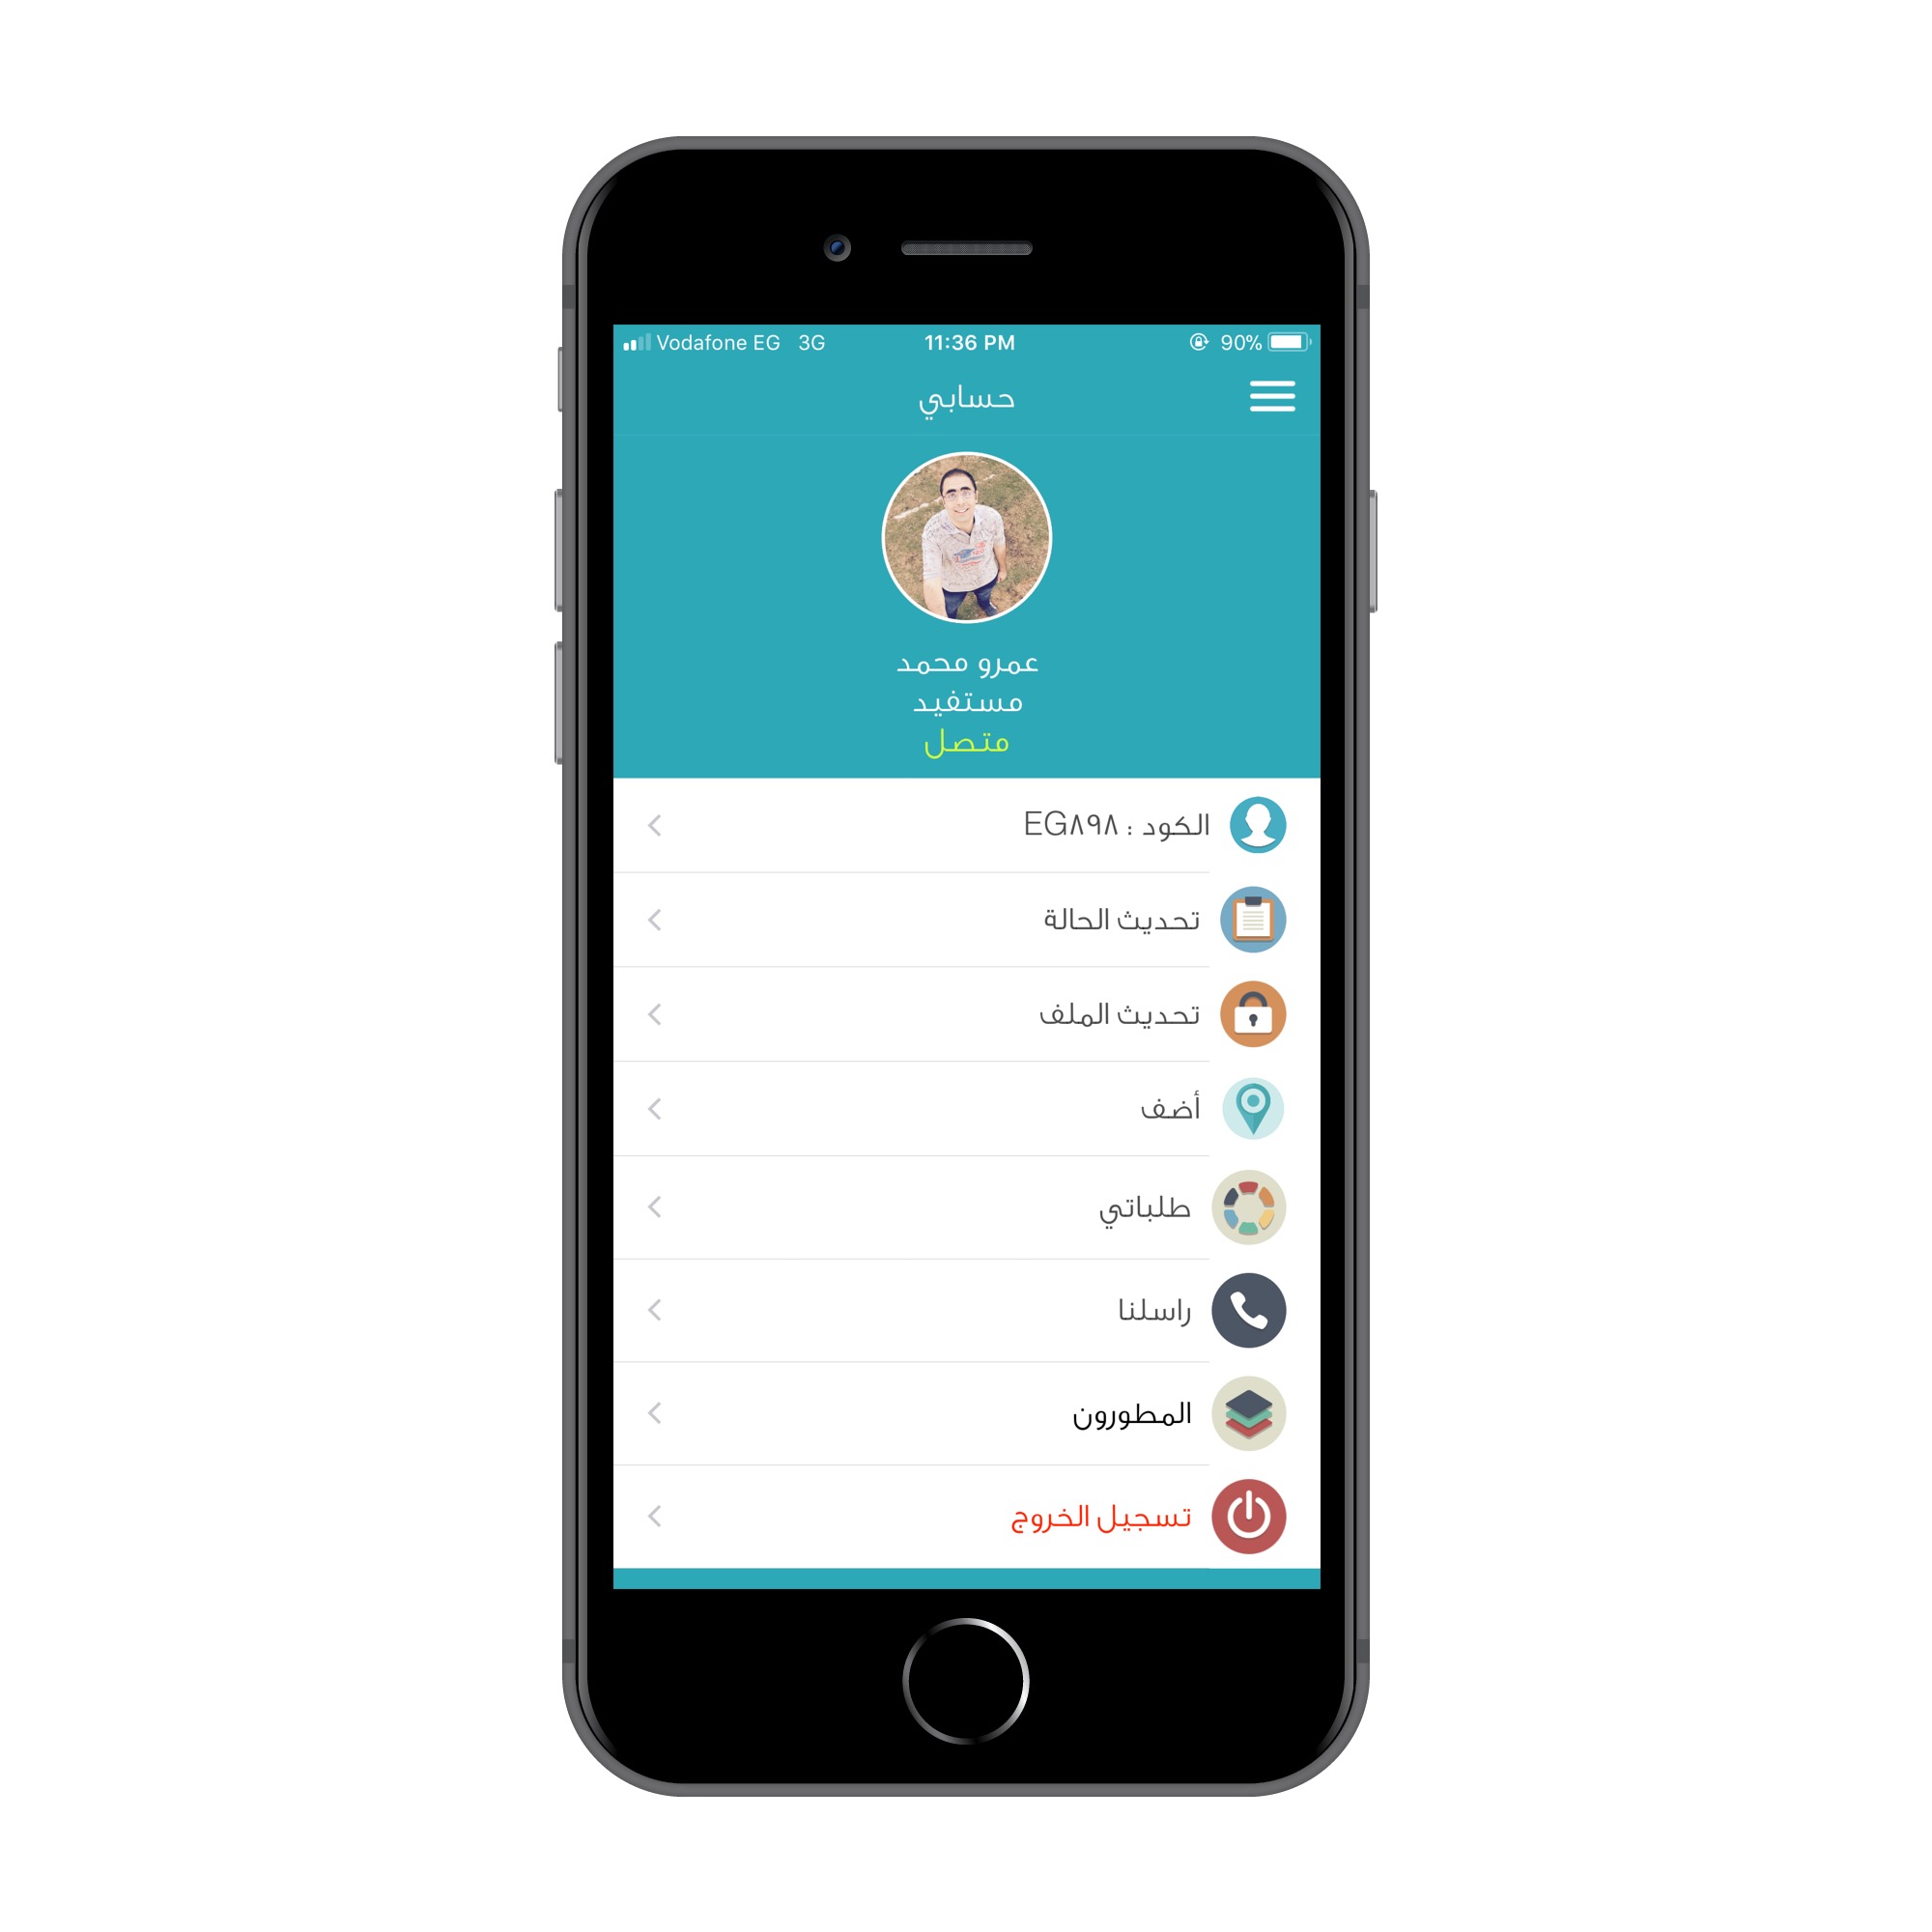 Vodafone EG 3G 11:36 PM 90%
حسابي
عمرو محمد
مستفيد
متصل
الكود : EG٨٩٨
تحديث الحالة
تحديث الملف
أضف
طلباتي
راسلنا
المطورون
تسجيل الخروج